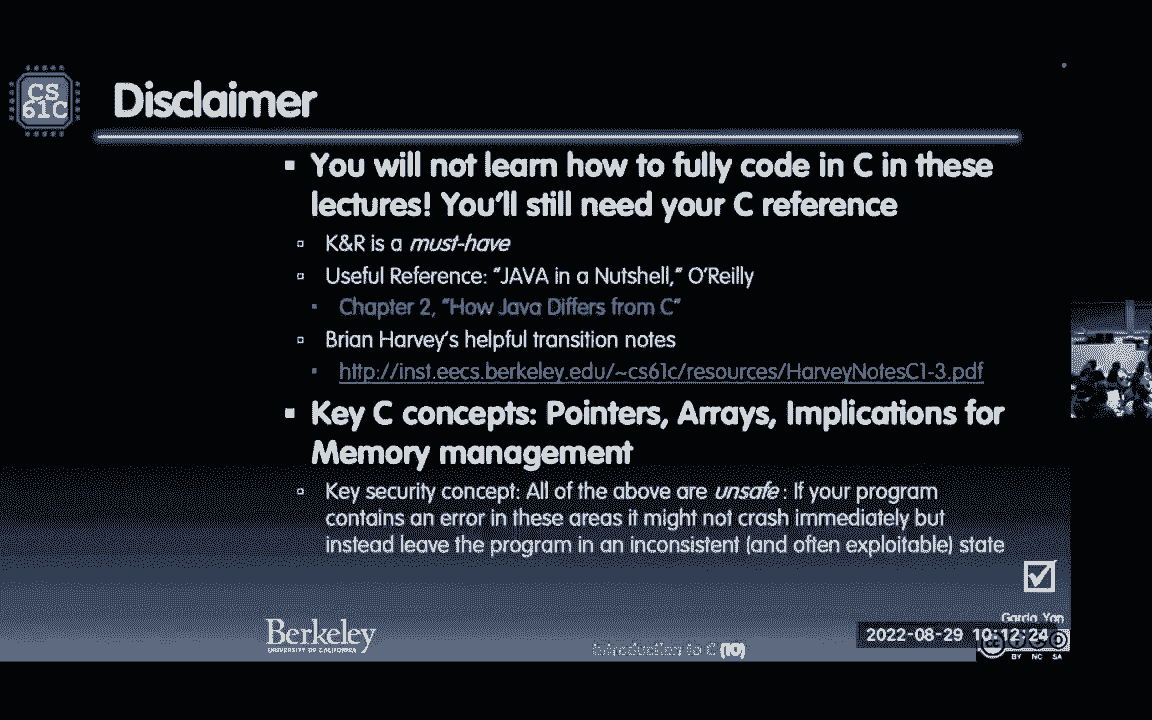 CS
61C
Disclaimer
▪ You will not learn how to fully code in C in these
lectures! You'll still need your C reference
▫ K&R is a must-have
▫ Useful Reference: "JAVA in a Nutshell," O'Reilly
▪ Chapter 2, "How Java Differs from C"
▫ Brian Harvey's helpful transition notes
▪ http://inst.eecs.berkeley.edu/~cs61c/resources/HarveyNotesC1-3.pdf
▪ Key C concepts: Pointers, Arrays, Implications for
Memory management
▫ Key security concept: All of the above are unsafe : If your program
contains an error in these areas it might not crash immediately but
instead leave the program in an inconsistent (and often exploitable) state
Garcia Yan
Berkeley
UNIVERSITY OF CALIFORNIA
Introduction to C (10)
2022-08-29 10:12:24
cc
BY NC SA